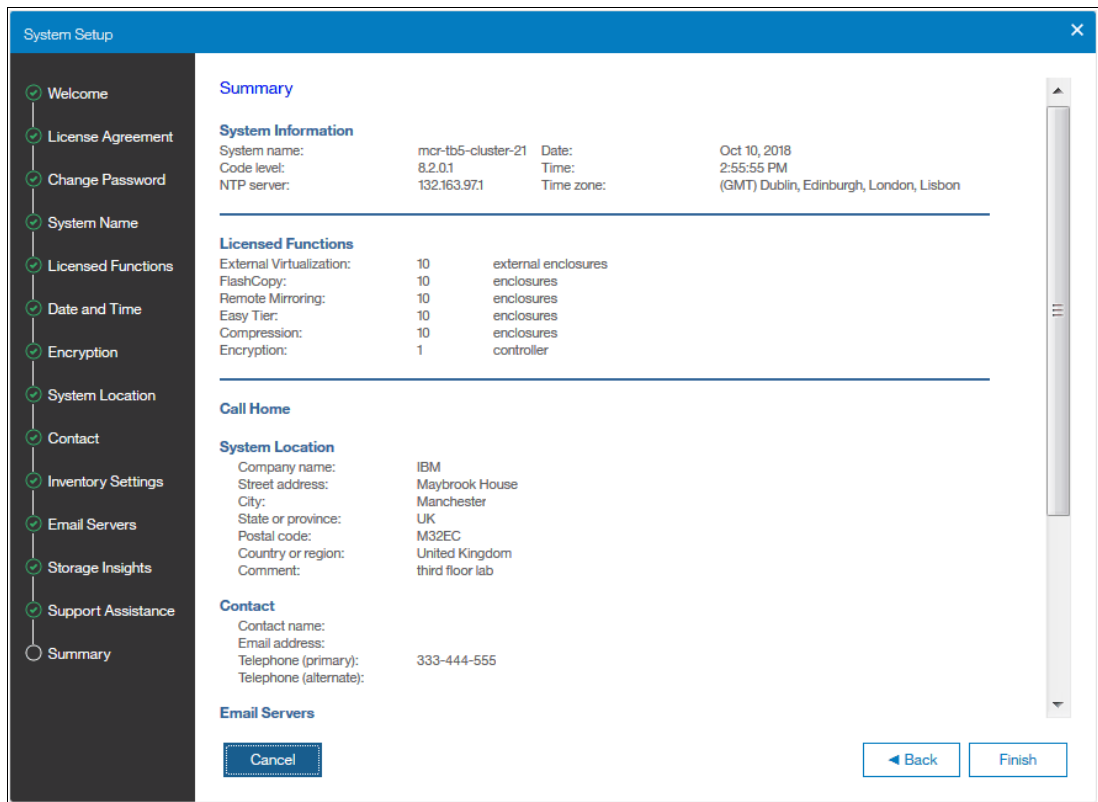 System Setup
Welcome
License Agreement
Change Password
System Name
Licensed Functions
Date and Time
Encryption
System Location
Contact
Inventory Settings
Email Servers
Storage Insights
Support Assistance
Summary
Summary
System Information
System name: mcr-tb5-cluster-21 Date: Oct 10, 2018
Code level: 8.2.0.1 Time: 2:55:55 PM
NTP server: 132.163.97.1 Time zone: (GMT) Dublin, Edinburgh, London, Lisbon
Licensed Functions
External Virtualization: 10 external enclosures
FlashCopy: 10 enclosures
Remote Mirroring: 10 enclosures
Easy Tier: 10 enclosures
Compression: 10 enclosures
Encryption: 1 controller
Call Home
System Location
Company name: IBM
Street address: Maybrook House
City: Manchester
State or province: UK
Postal code: M32EC
Country or region: United Kingdom
Comment: third floor lab
Contact
Contact name:
Email address:
Telephone (primary): 333-444-555
Telephone (alternate):
Email Servers
Cancel
Back
Finish